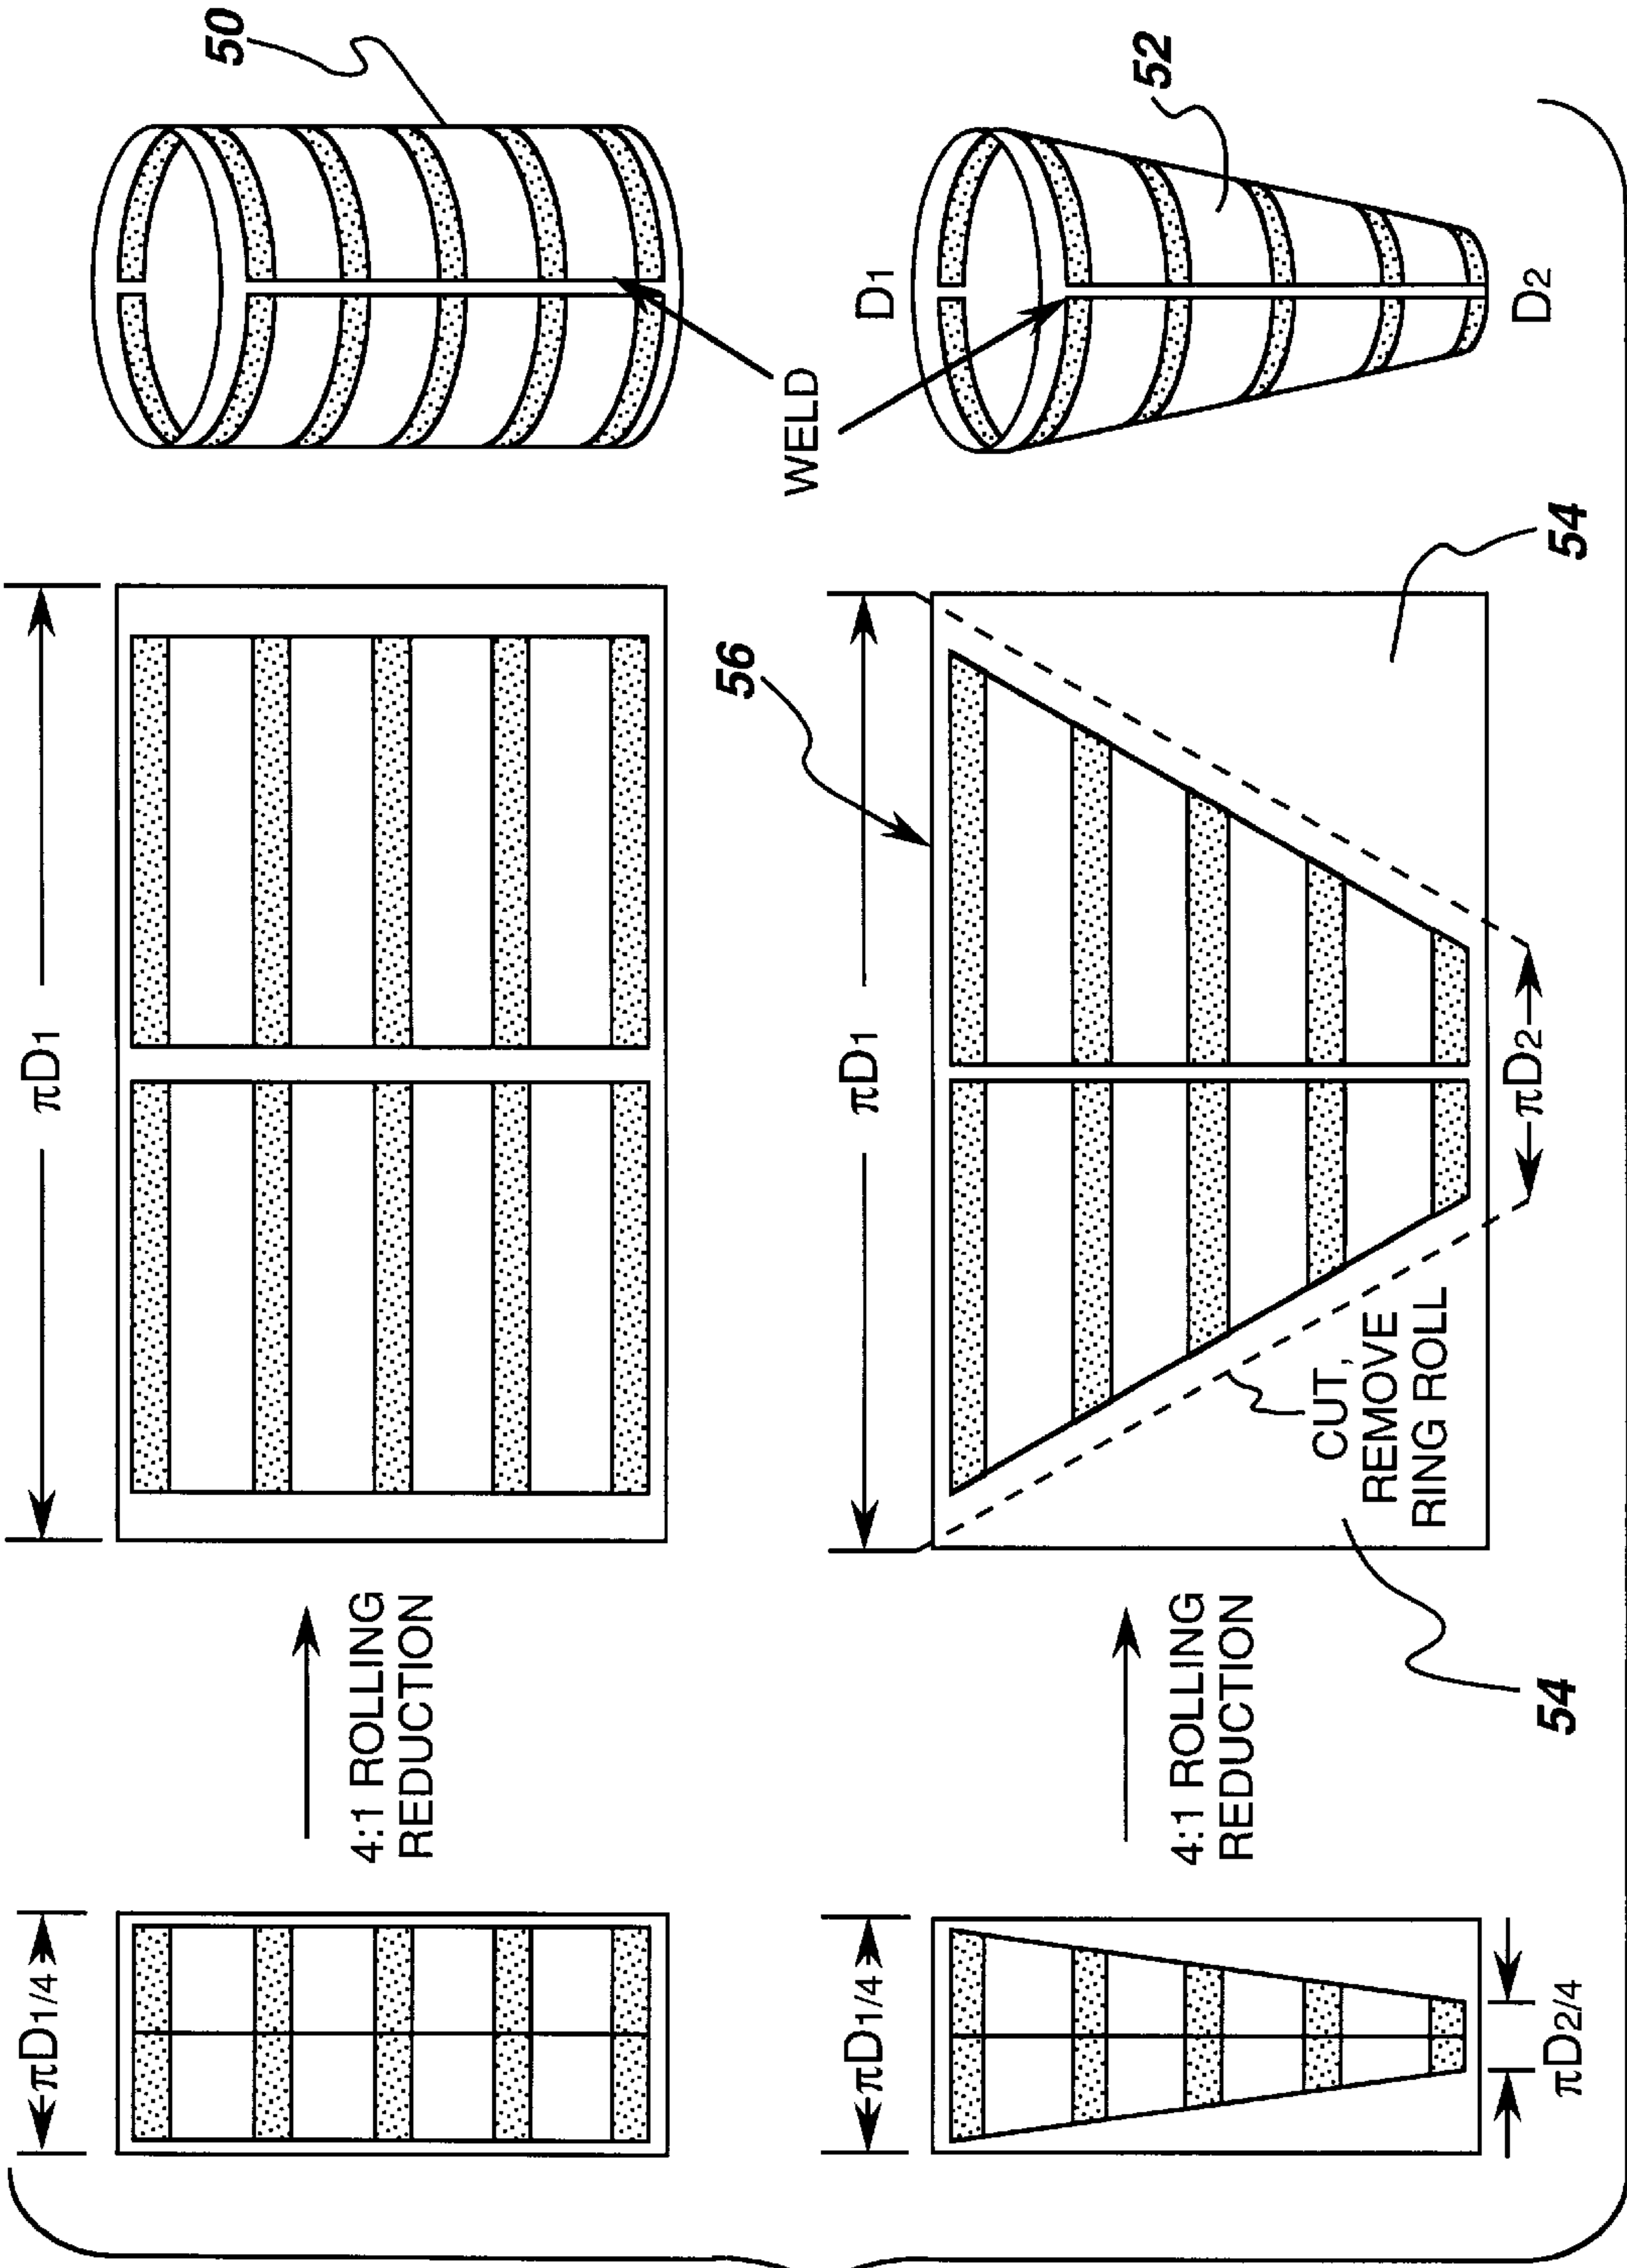 πD1/4
4:1 ROLLING
REDUCTION
πD1
50
WELD
πD1/4
πD2/4
4:1 ROLLING
REDUCTION
πD1
56
CUT,
REMOVE
RING ROLL
54
54
πD2
D1
52
D2